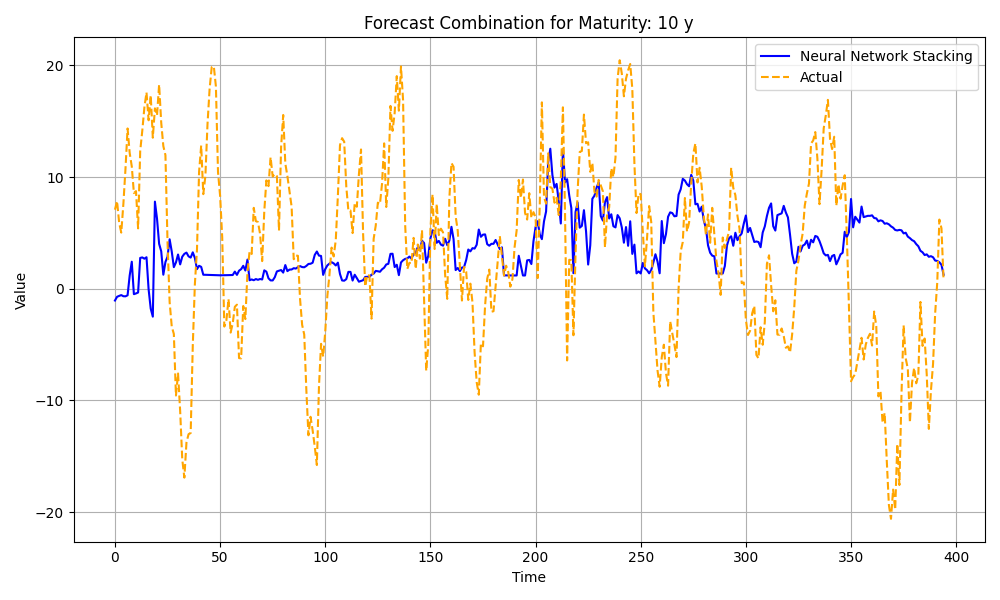 Forecast Combination for Maturity: 10 y
Neural Network Stacking
Actual
Value
20
10
0
−10
−20
0 50 100 150 200 250 300 350 400
Time